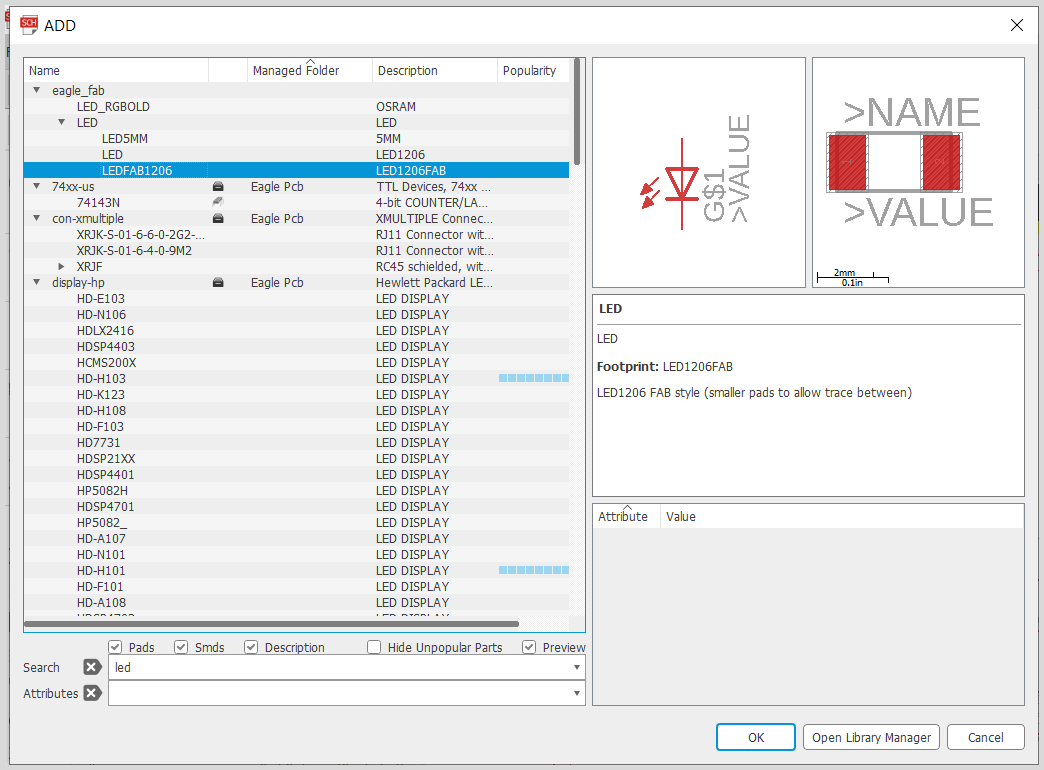 SCH ADD
Name Managed Folder Description Popularity
eagle_fab
LED_RGBOLD OSRAM
LED LED
LED5MM 5MM
LED LED1206
LEDFAB1206 LED1206FAB
74xx-us Eagle Pcb TTL Devices, 74xx ...
74143N 4-bit COUNTER/LA...
con-xmultiple Eagle Pcb XMULTIPLE Connec...
XRJK-S-01-6-6-0-2G2-... RJ11 Connector wit...
XRJK-S-01-6-4-0-9M2 RJ11 Connector wit...
XRJF RC45 schielded, wit...
display-hp Eagle Pcb Hewlett Packard LE...
HD-E103 LED DISPLAY
HD-N106 LED DISPLAY
HDLX2416 LED DISPLAY
HDSP4403 LED DISPLAY
HCMS200X LED DISPLAY
HD-H103 LED DISPLAY
HD-K123 LED DISPLAY
HD-H108 LED DISPLAY
HD-F103 LED DISPLAY
HD7731 LED DISPLAY
HDSP21XX LED DISPLAY
HDSP4401 LED DISPLAY
HP5082H LED DISPLAY
HDSP4701 LED DISPLAY
HP5082_ LED DISPLAY
HD-A107 LED DISPLAY
HD-N101 LED DISPLAY
HD-H101 LED DISPLAY
HD-F101 LED DISPLAY
HD-A108 LED DISPLAY
Pads Smds Description Hide Unpopular Parts Preview
Search led
Attributes
G$1
>VALUE
>NAME
1 2
>VALUE
2mm
0.1in
LED
LED
Footprint: LED1206FAB
LED1206 FAB style (smaller pads to allow trace between)
Attribute Value
OK Open Library Manager Cancel